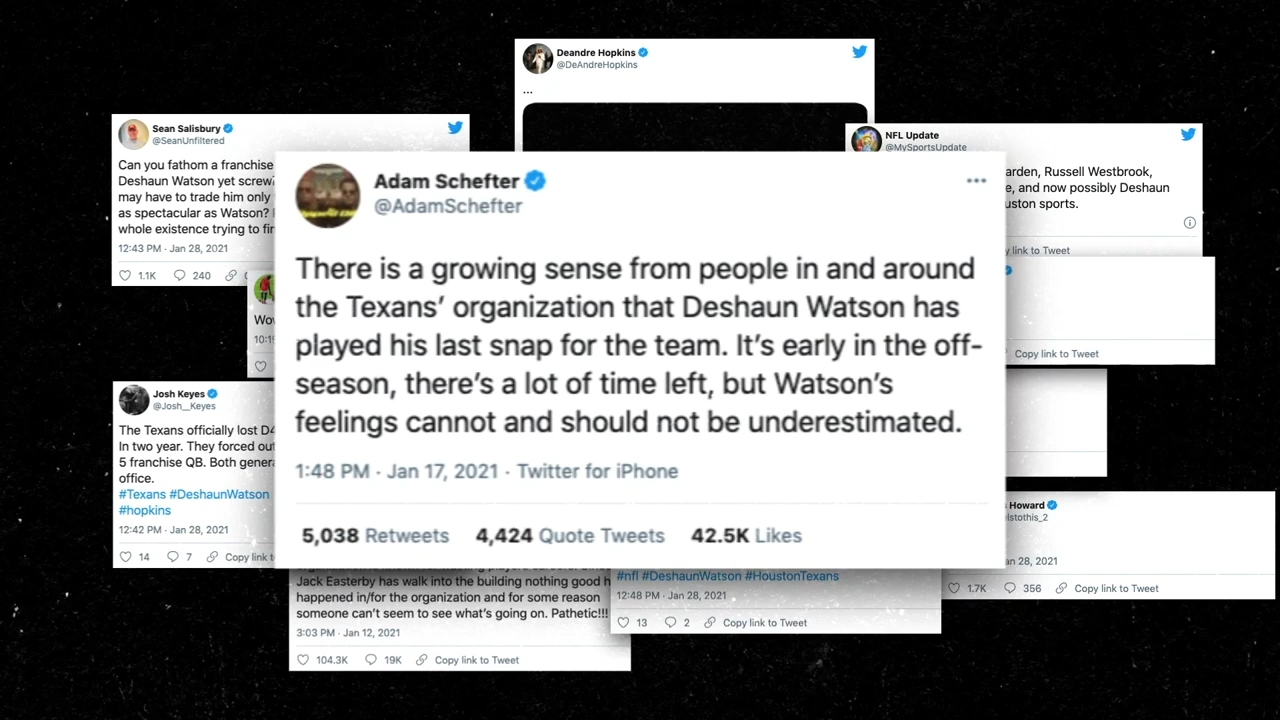 Deandre Hopkins
@DeAndreHopkins
...
Sean Salisbury
@SeanUnfiltered
Can you fathom a franchise
Deshaun Watson yet screw
may have to trade him only
as spectacular as Watson?
whole existence trying to
12:43 PM · Jan 28, 2021
1.1K 240
NFL Update
@MySportsUpdate
arden, Russell Westbrook,
e, and now possibly Deshaun
uston sports.
link to Tweet
Adam Schefter
@AdamSchefter
There is a growing sense from people in and around
the Texans’ organization that Deshaun Watson has
played his last snap for the team. It’s early in the off-
season, there’s a lot of time left, but Watson’s
feelings cannot and should not be underestimated.
1:48 PM · Jan 17, 2021 · Twitter for iPhone
5,038 Retweets 4,424 Quote Tweets 42.5K Likes
Copy link to Tweet
Josh Keyes
@Josh__Keyes
The Texans officially lost
In two year. They forced
5 franchise QB. Both
office.
#Texans #DeshaunWatson
#hopkins
12:42 PM · Jan 28, 2021
14 7 Copy link
Howard
lstothis_2
an 28, 2021
1.7K 356 Copy link to Tweet
Jack Easterby has walk into the building nothing good h
happened in/for the organization and for some reason
someone can’t seem to see what’s going on. Pathetic!!!
3:03 PM · Jan 12, 2021
104.3K 19K Copy link to Tweet
#nfl #DeshaunWatson #HoustonTexans
12:48 PM · Jan 28, 2021
13 2 Copy link to Tweet